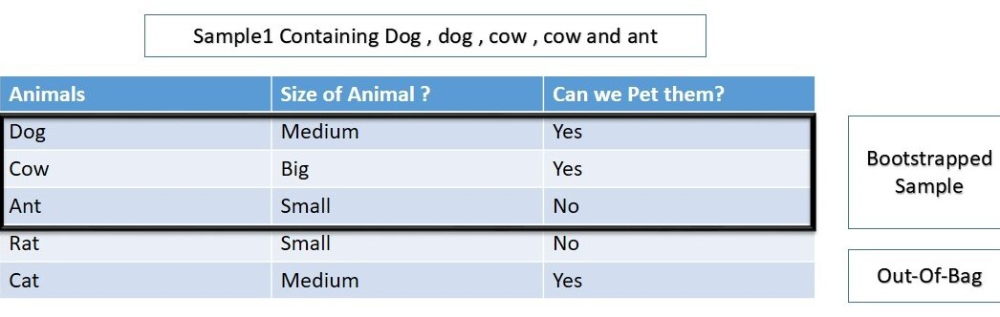 Sample1 Containing Dog , dog , cow , cow and ant
Animals Size of Animal ? Can we Pet them?
Dog Medium Yes
Cow Big Yes
Ant Small No
Rat Small No
Cat Medium Yes
Bootstrapped
Sample
Out-Of-Bag